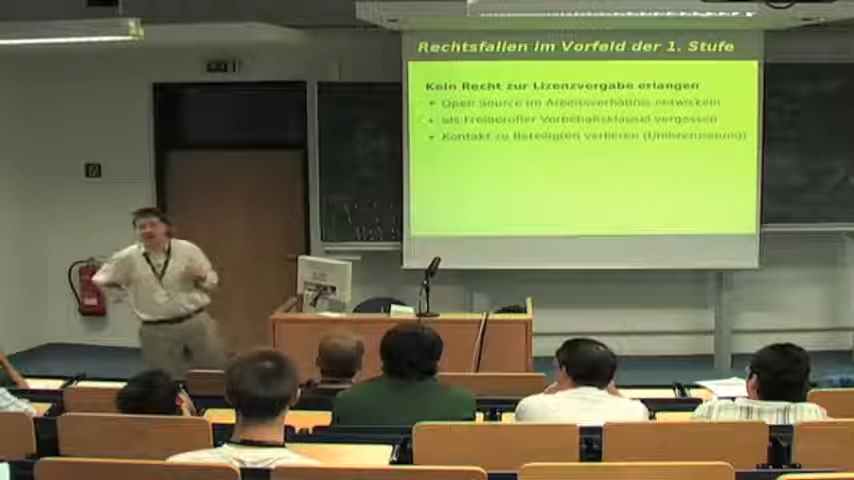 Rechtsfallen im Vorfeld der 1. Stufe
Kein Recht zur Lizenzvergabe erlangen
Open Source im Arbeitsverhältnis entwickeln
als Freiberufler Vorbehaltsklausel vergessen
Kontakt zu Beteiligten verlieren (Umlizensierung)